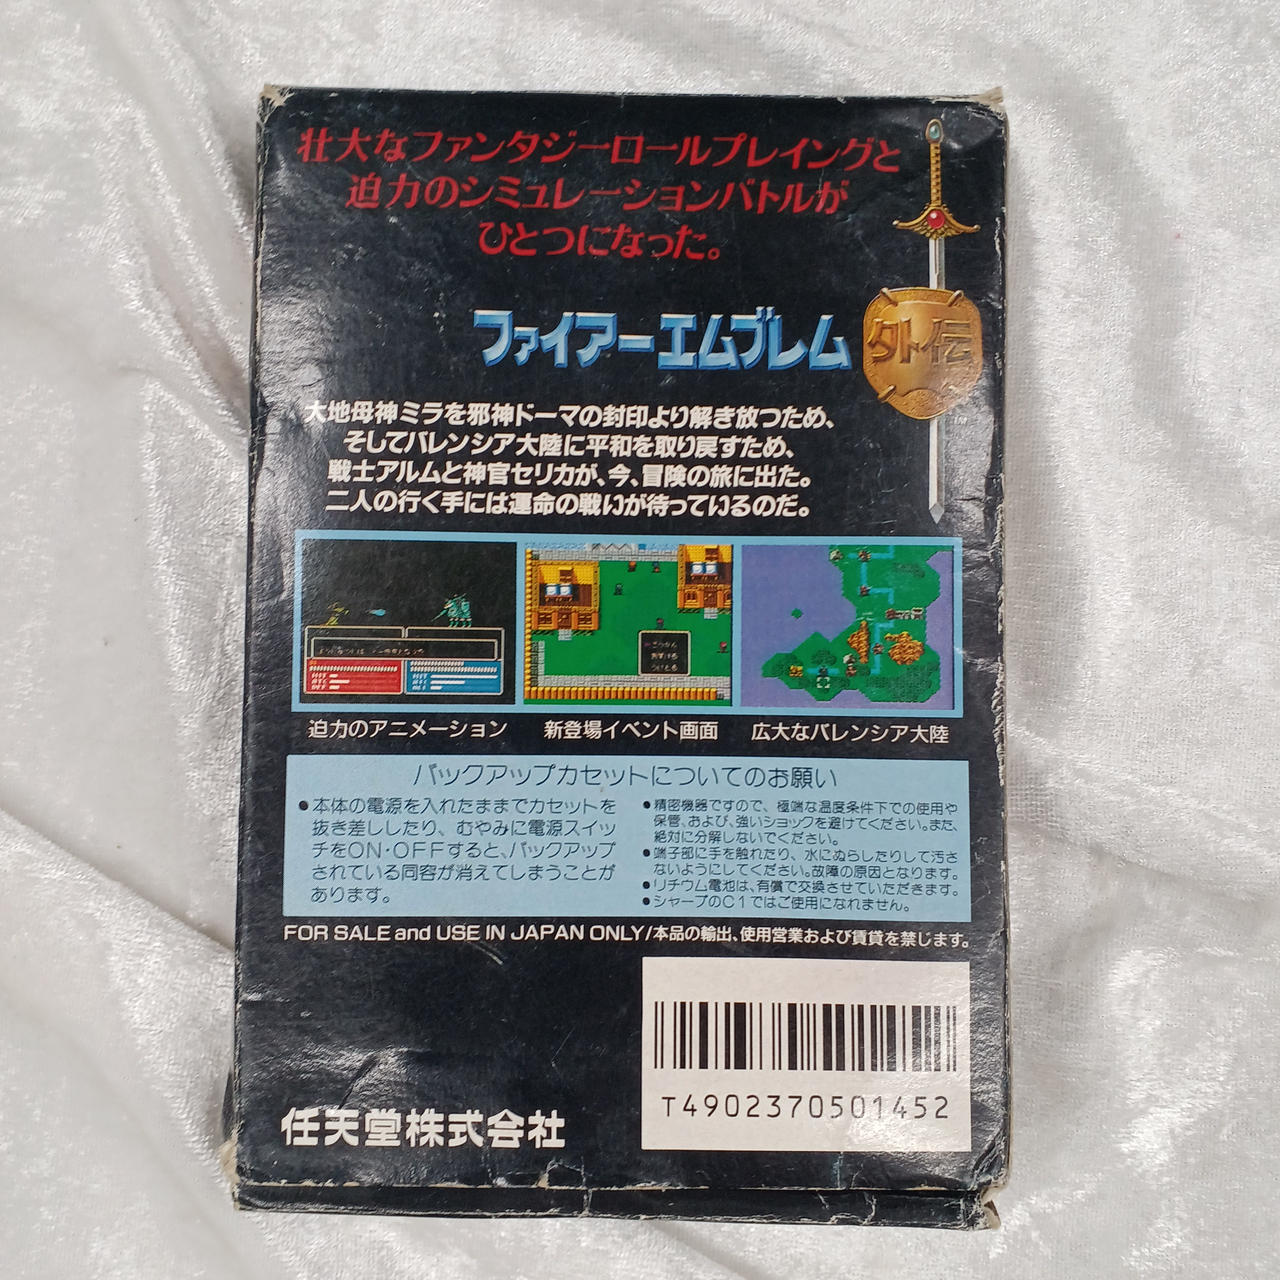 壮大なファンタジーロールプレイングと
迫力のシミュレーションバトルが
ひとつになった。
ファイアーエムブレム
外伝
TM
大地母神ミラを邪神ドーマの封印より解き放つため、
そしてバレンシア大陸に平和を取り戻すため、
戦士アルムと神官セリカが、今、冒険の旅に出た。
二人の行く手には運命の戦いが待っているのだ。
迫力のアニメーション
新登場イベント画面
広大なバレンシア大陸
バックアップカセットについてのお願い
●本体の電源を入れたままでカセットを
抜き差ししたり、むやみに電源スイッ
チをON・OFFすると、バックアップ
されている内容が消えてしまうことが
あります。
●精密機器ですので、極端な温度条件下での使用や
保管、および、強いショックを避けてください。また、
絶対に分解しないでください。
●端子部に手を触れたり、水にぬらしたりして汚さ
ないようにしてください。故障の原因となります。
●リチウム電池は、有償で交換させていただきます。
●シャープのC1ではご使用になれません。
FOR SALE and USE IN JAPAN ONLY/本品の輸出、使用営業および賃貸を禁じます。
T4902370501452
任天堂株式会社